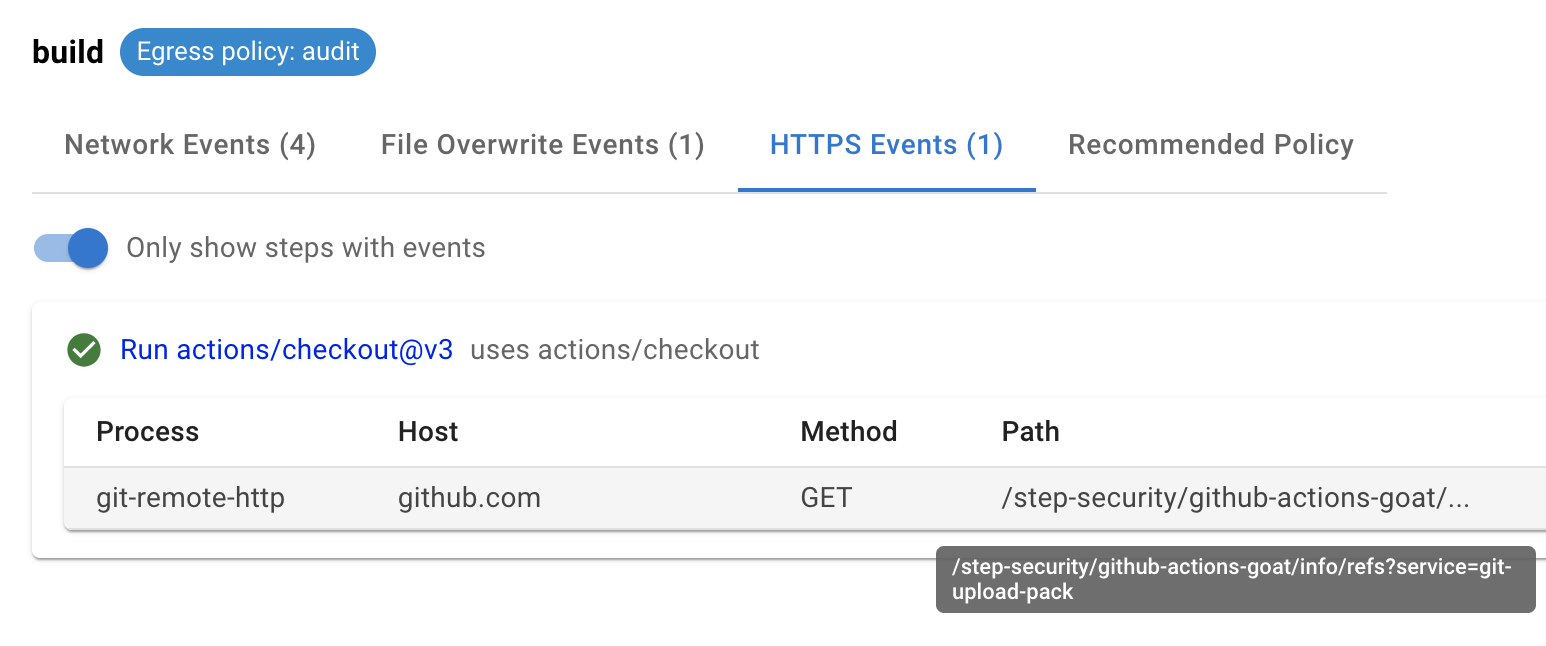 build Egress policy: audit
Network Events (4) File Overwrite Events (1) HTTPS Events (1) Recommended Policy
Only show steps with events
Run actions/checkout@v3 uses actions/checkout
Process Host Method Path
git-remote-http github.com GET /step-security/github-actions-goat/...
/step-security/github-actions-goat/info/refs?service=git-
upload-pack